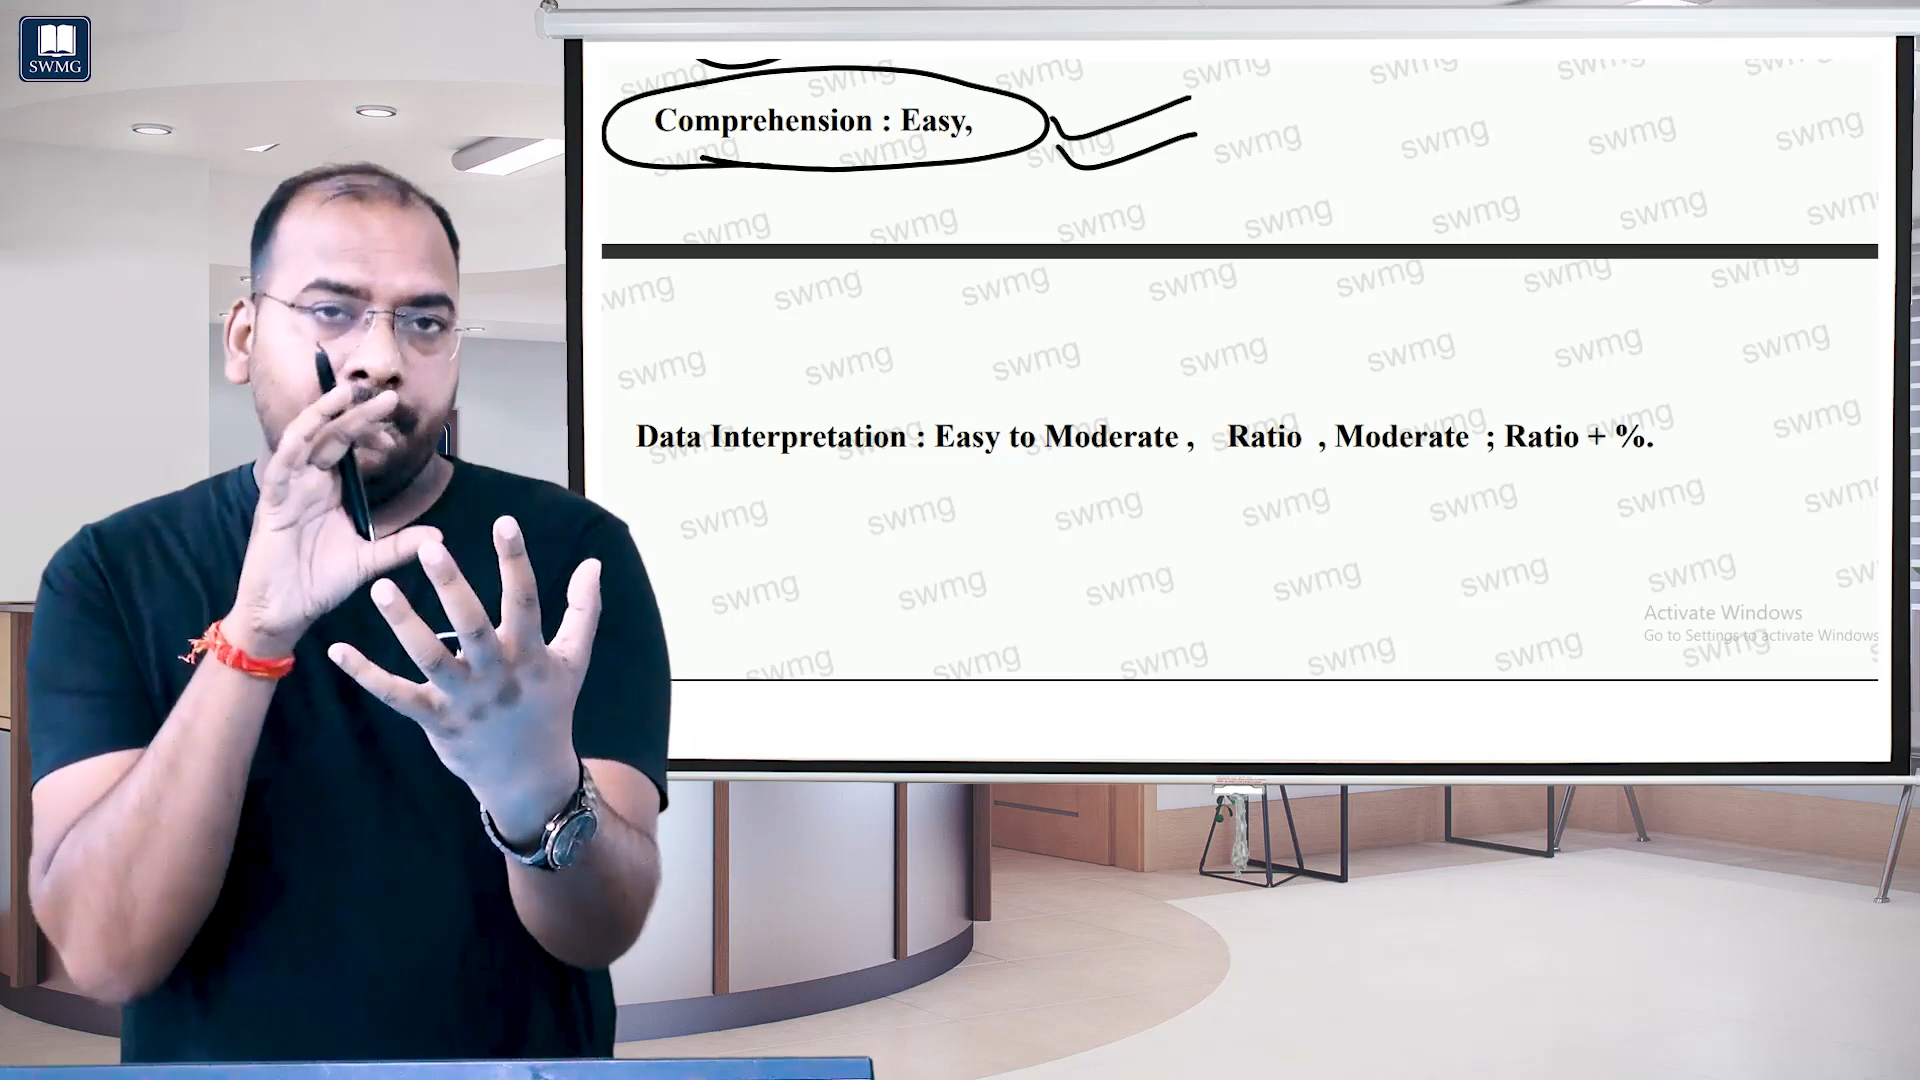 SWMG
Comprehension : Easy,
Data Interpretation : Easy to Moderate , Ratio , Moderate ; Ratio + %.
Activate Windows
Go to Settings to activate Windows
swmg